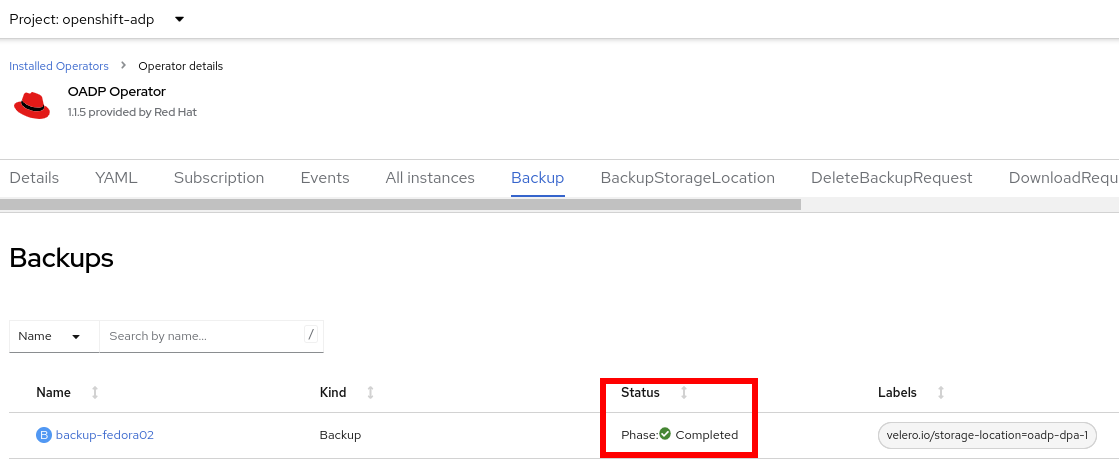 Project: openshift-adp
Installed Operators > Operator details
OADP Operator
1.1.5 provided by Red Hat
Details YAML Subscription Events All instances Backup BackupStorageLocation DeleteBackupRequest DownloadRequ
Backups
Name Search by name... /
Name Kind Status Labels
B backup-fedora02 Backup Phase: Completed velero.io/storage-location=oadp-dpa-1